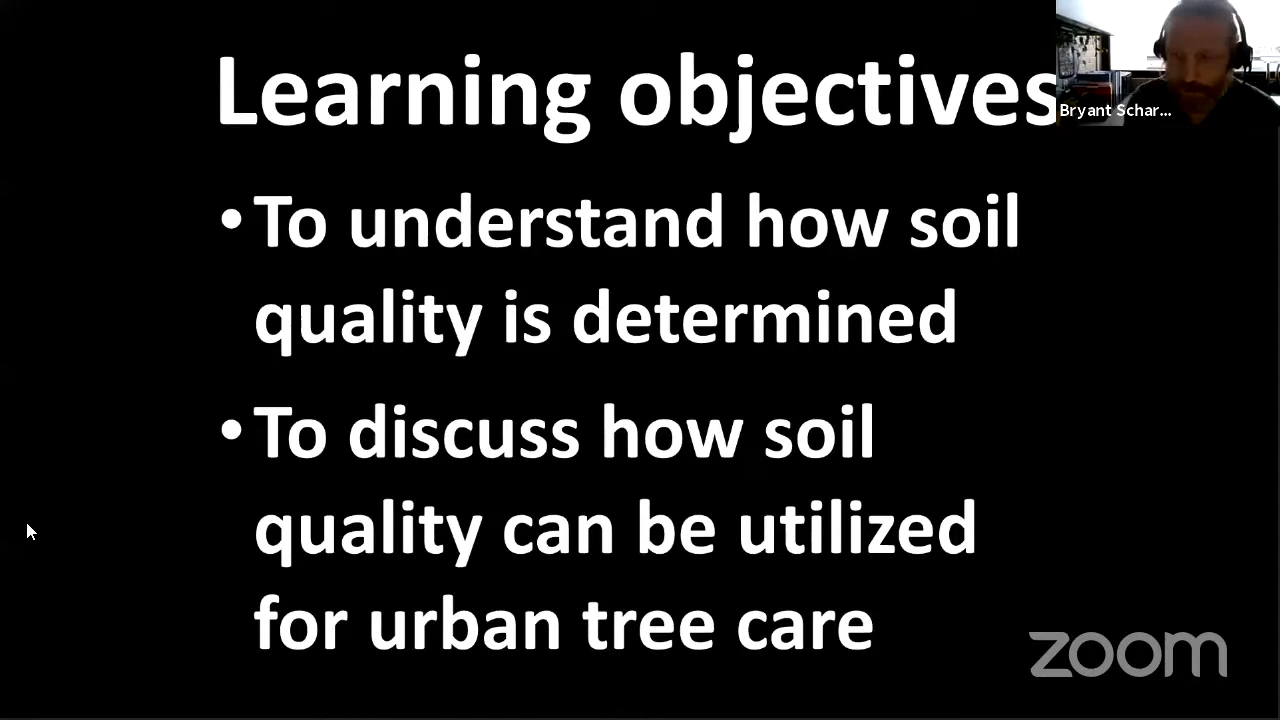 Learning objectives
Bryant Schar...
•To understand how soil
quality is determined
•To discuss how soil
quality can be utilized
for urban tree care
zoom